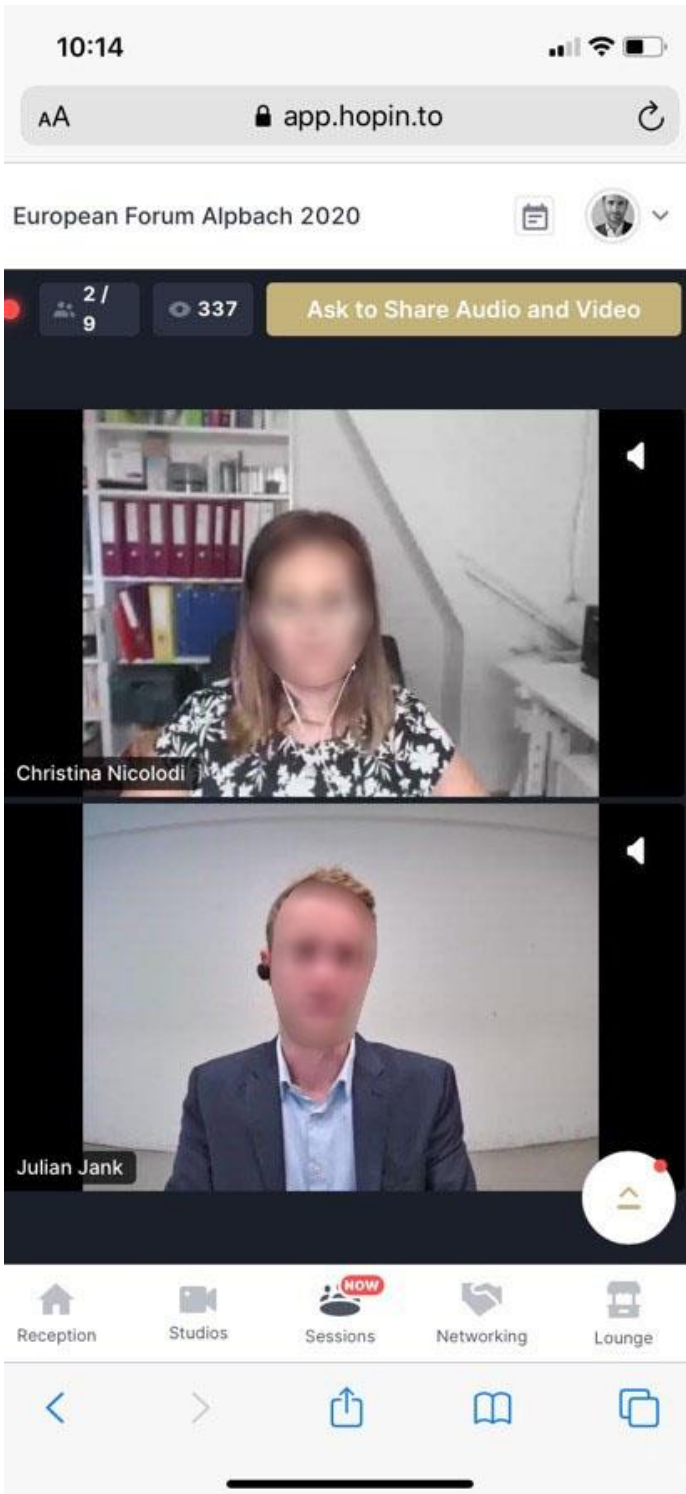 10:14
AA app.hopin.to
European Forum Alpbach 2020
2 /
9
337
Ask to Share Audio and Video
Christina Nicolodi
Julian Jank
NOW
Reception
Studios
Sessions
Networking
Lounge